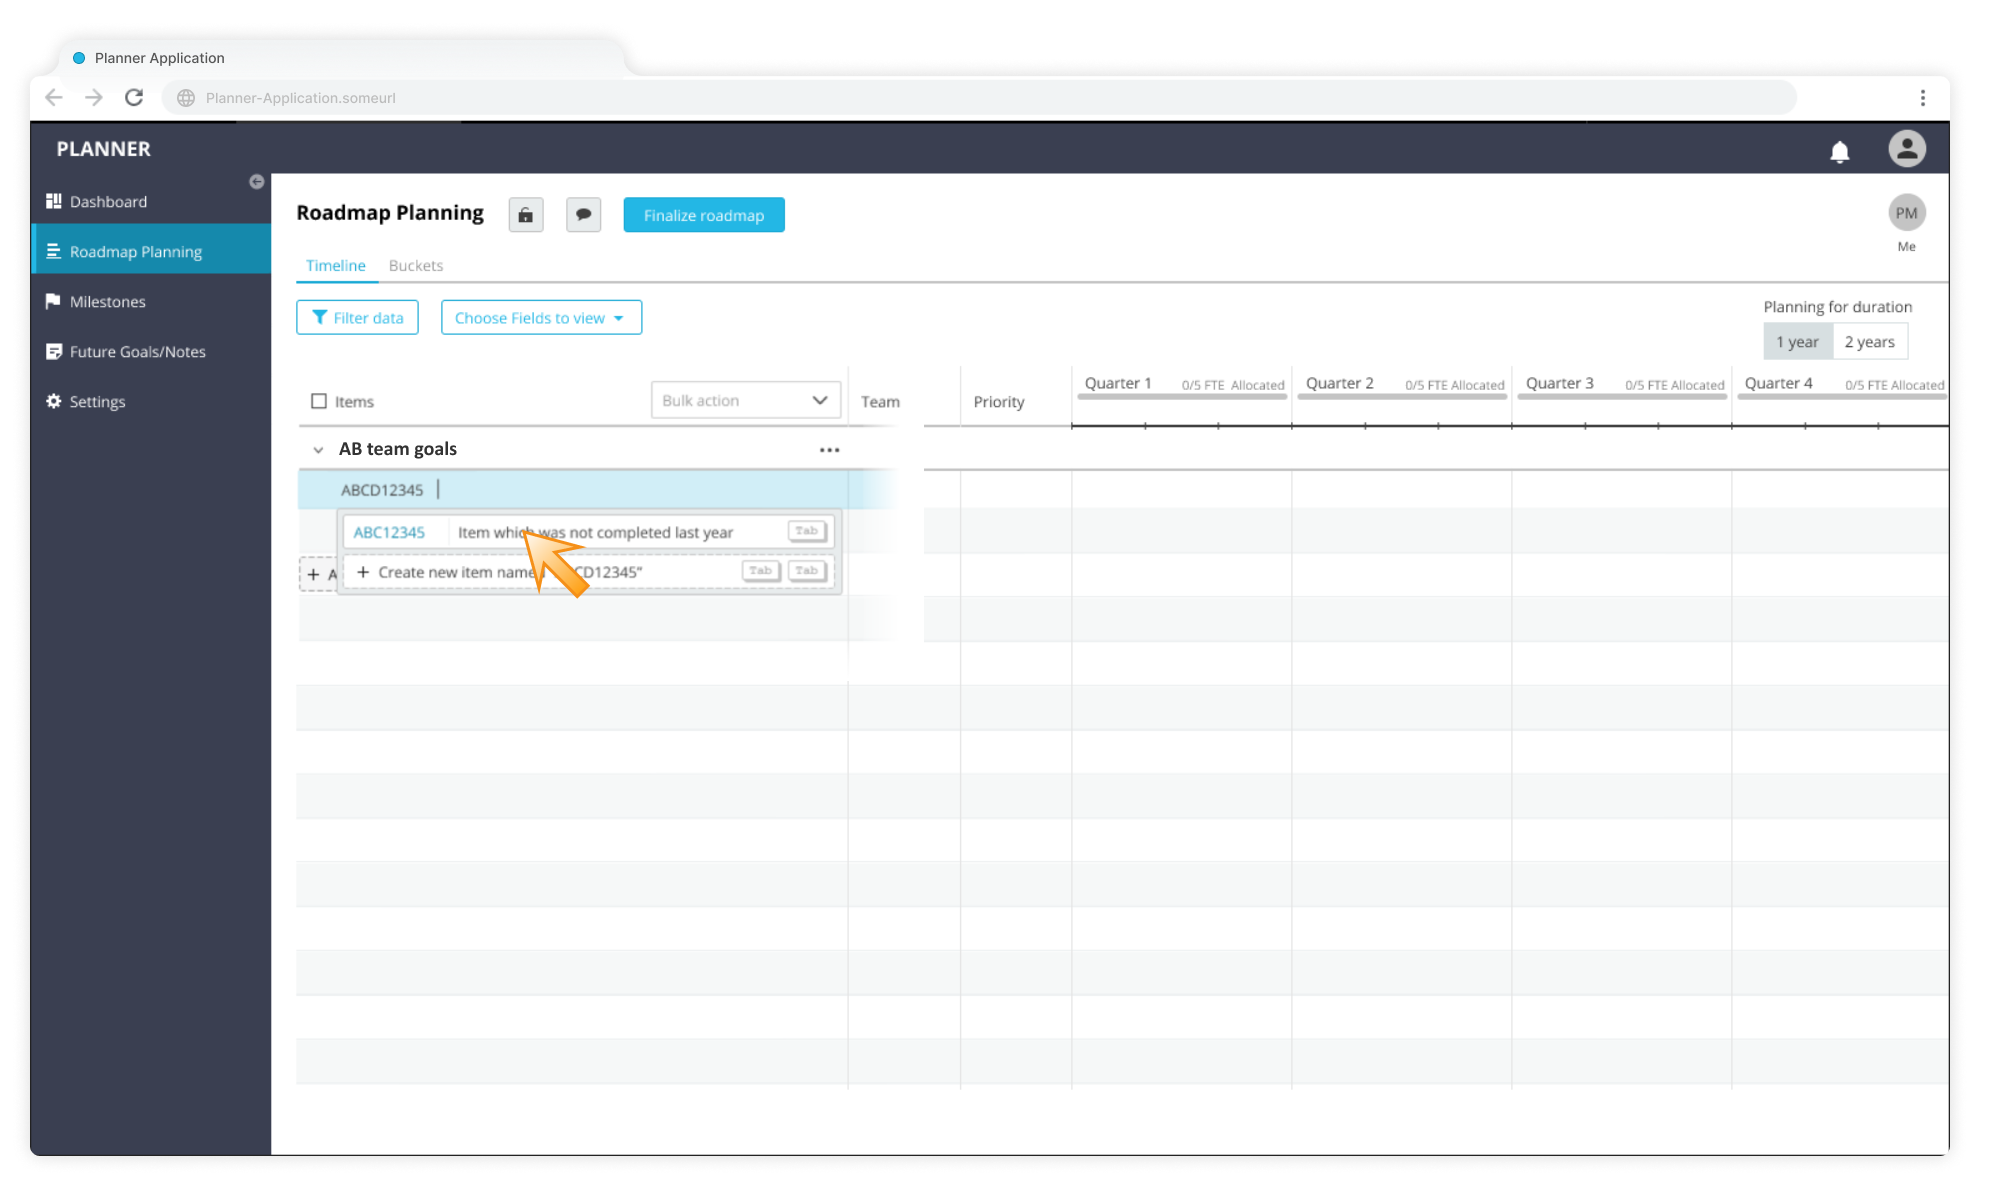 Planner Application
Planner-Application.someurl
PLANNER
Dashboard
Roadmap Planning
Milestones
Future Goals/Notes
Settings
Roadmap Planning
Finalize roadmap
PM
Me
Timeline
Buckets
Filter data
Choose Fields to view
Planning for duration
1 year
2 years
Items
Bulk action
Team
Priority
Quarter 1
0/5 FTE Allocated
Quarter 2
0/5 FTE Allocated
Quarter 3
0/5 FTE Allocated
Quarter 4
0/5 FTE Allocated
AB team goals
ABCD12345
ABC12345
Item which was not completed last year
Tab
+ A
+ Create new item name CD12345"
Tab
Tab